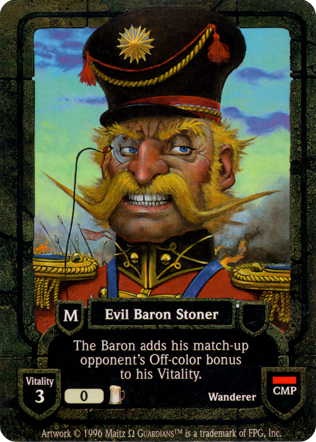 M
Evil Baron Stoner
The Baron adds his match-up
opponent's Off-color bonus
to his Vitality.
Vitality
3
0
Wanderer
CMP
Artwork © 1996 Maitz Ω GUARDIANS™ is a trademark of FPG, Inc.